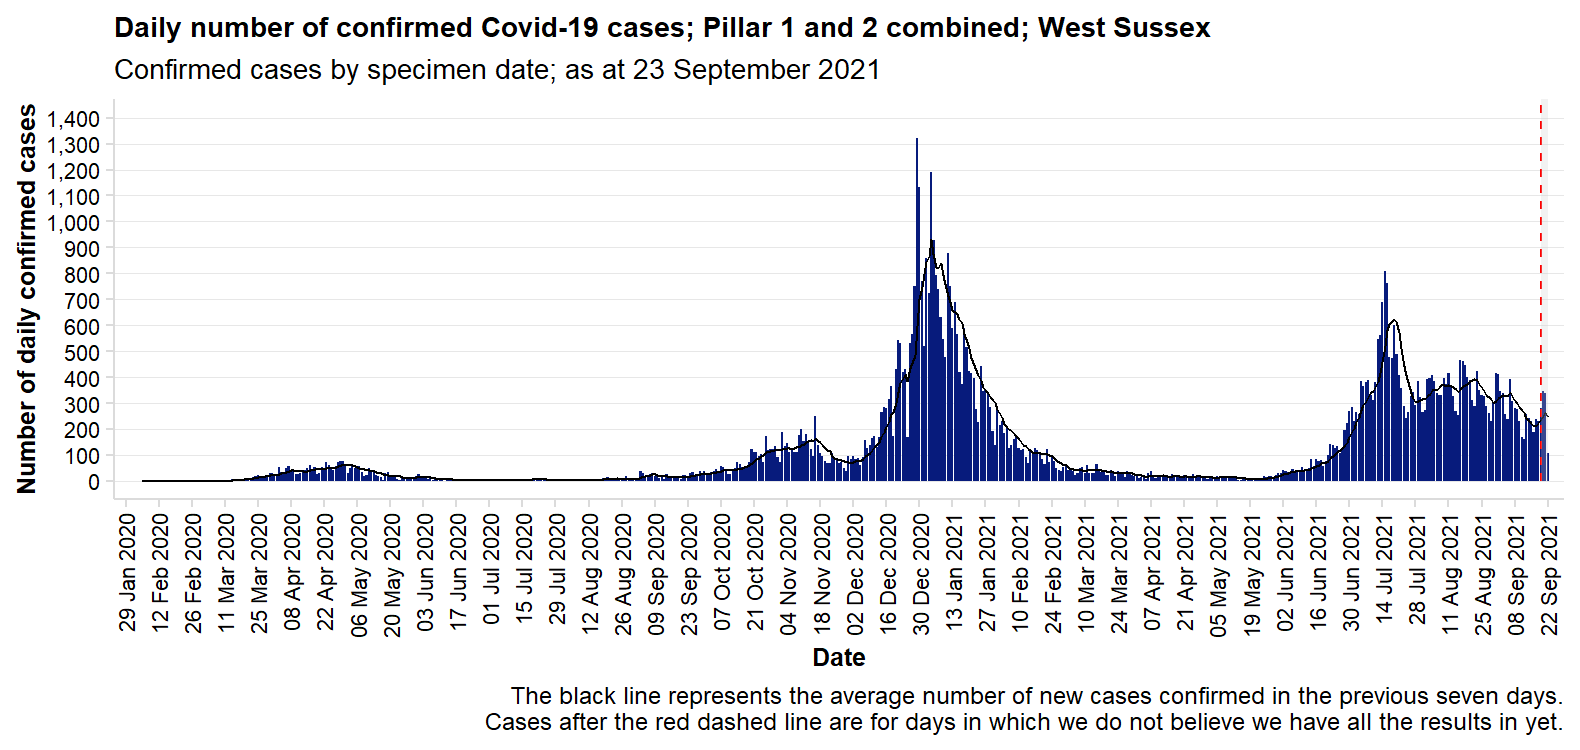 Daily number of confirmed Covid-19 cases; Pillar 1 and 2 combined; West Sussex
Confirmed cases by specimen date; as at 23 September 2021
Number of daily confirmed cases
1,400
1,300
1,200
1,100
1,000
900
800
700
600
500
400
300
200
100
0
29 Jan 2020
12 Feb 2020
26 Feb 2020
11 Mar 2020
25 Mar 2020
08 Apr 2020
22 Apr 2020
06 May 2020
20 May 2020
03 Jun 2020
17 Jun 2020
01 Jul 2020
15 Jul 2020
29 Jul 2020
12 Aug 2020
26 Aug 2020
09 Sep 2020
23 Sep 2020
07 Oct 2020
21 Oct 2020
04 Nov 2020
18 Nov 2020
02 Dec 2020
16 Dec 2020
30 Dec 2020
13 Jan 2021
27 Jan 2021
10 Feb 2021
24 Feb 2021
10 Mar 2021
24 Mar 2021
07 Apr 2021
21 Apr 2021
05 May 2021
19 May 2021
02 Jun 2021
16 Jun 2021
30 Jun 2021
14 Jul 2021
28 Jul 2021
11 Aug 2021
25 Aug 2021
08 Sep 2021
22 Sep 2021
Date
The black line represents the average number of new cases confirmed in the previous seven days.
Cases after the red dashed line are for days in which we do not believe we have all the results in yet.